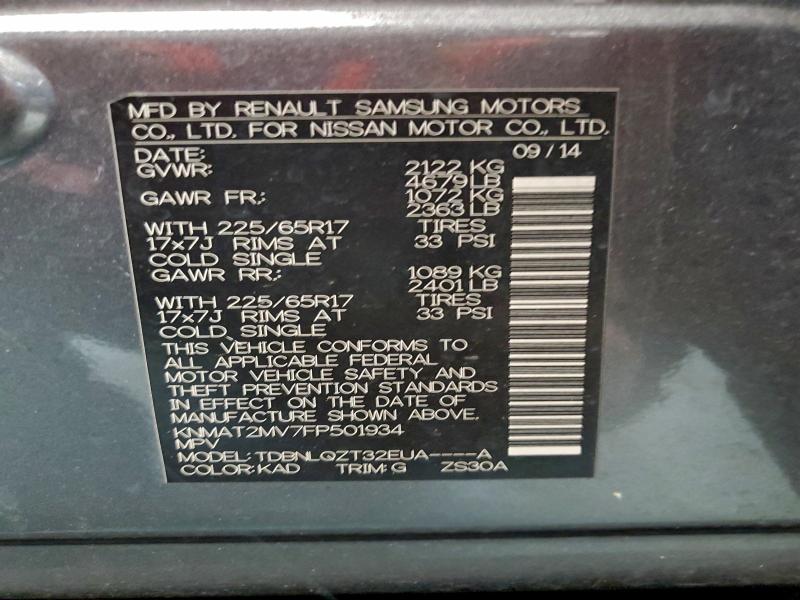 MFD BY RENAULT SAMSUNG MOTORS
CO., LTD. FOR NISSAN MOTOR CO., LTD.
DATE: 09/14
GVWR: 2122 KG
4679 LB
GAWR FR.: 1072 KG
2363 LB
WITH 225/65R17 TIRES
17x7J RIMS AT 33 PSI
COLD SINGLE
GAWR RR.: 1089 KG
2401 LB
WITH 225/65R17 TIRES
17x7J RIMS AT 33 PSI
COLD SINGLE
THIS VEHICLE CONFORMS TO
ALL APPLICABLE FEDERAL
MOTOR VEHICLE SAFETY AND
THEFT PREVENTION STANDARDS
IN EFFECT ON THE DATE OF
MANUFACTURE SHOWN ABOVE.
KNMAT2MV7FP501934
MPV
MODEL: TDBNLQZT32EUA----A
COLOR: KAD TRIM: G ZS30A